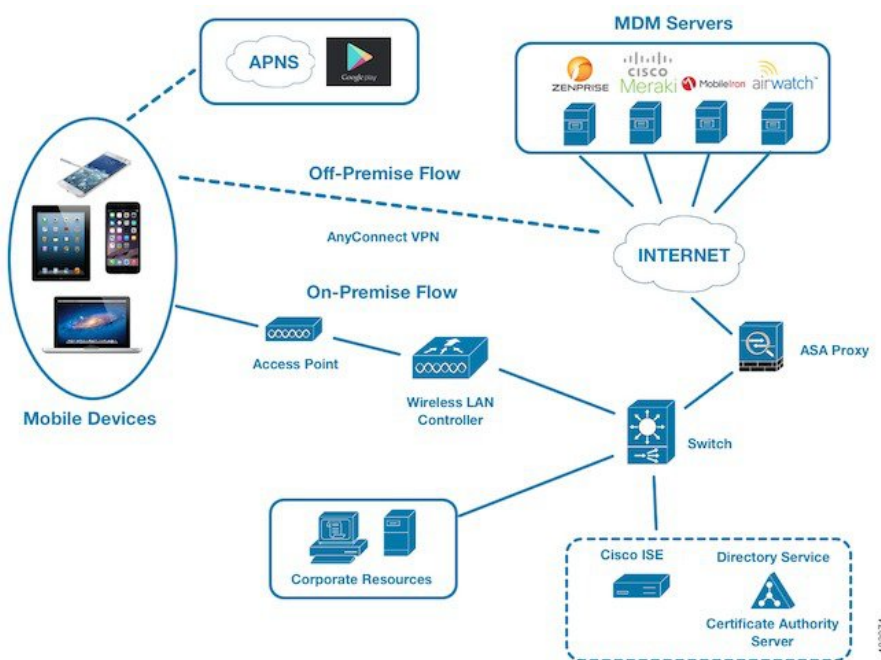 MDM Servers
APNS
Google play
ZENPRISE
CISCO
Meraki
MobileIron
airwatch™
Off-Premise Flow
AnyConnect VPN
INTERNET
On-Premise Flow
Access Point
ASA Proxy
Wireless LAN
Controller
Mobile Devices
Switch
Corporate Resources
Cisco ISE
Directory Service
Certificate Authority
Server